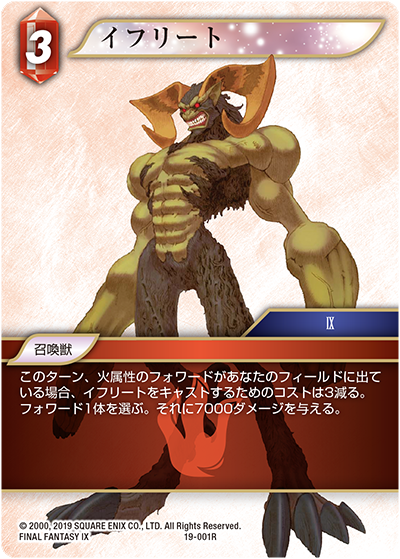 3
イフリート
IX
召喚獣
このターン、火属性のフォワードがあなたのフィールドに出て
いる場合、イフリートをキャストするためのコストは3減る。
フォワード1体を選ぶ。それに7000ダメージを与える。
© 2000, 2019 SQUARE ENIX CO., LTD. All Rights Reserved.
FINAL FANTASY IX
19-001R